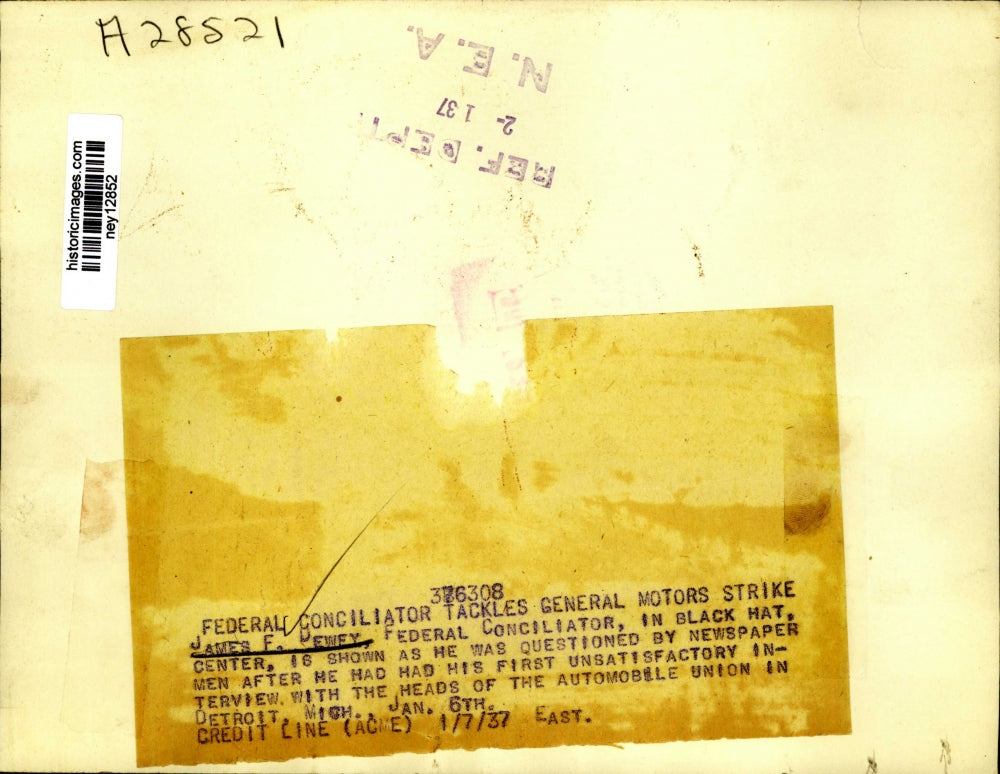 A28521
REF. DEPT.
2- 1 37
N.E.A.
historicimages.com
ney12852
376308
FEDERAL CONCILIATOR TACKLES GENERAL MOTORS STRIKE
JAMES F. DEWEY, FEDERAL CONCILIATOR, IN BLACK HAT,
CENTER, IS SHOWN AS HE WAS QUESTIONED BY NEWSPAPER
MEN AFTER HE HAD HAD HIS FIRST UNSATISFACTORY IN-
TERVIEW WITH THE HEADS OF THE AUTOMOBILE UNION IN
DETROIT, MICH., JAN. 6TH.
CREDIT LINE (ACME) 1/7/37 EAST.